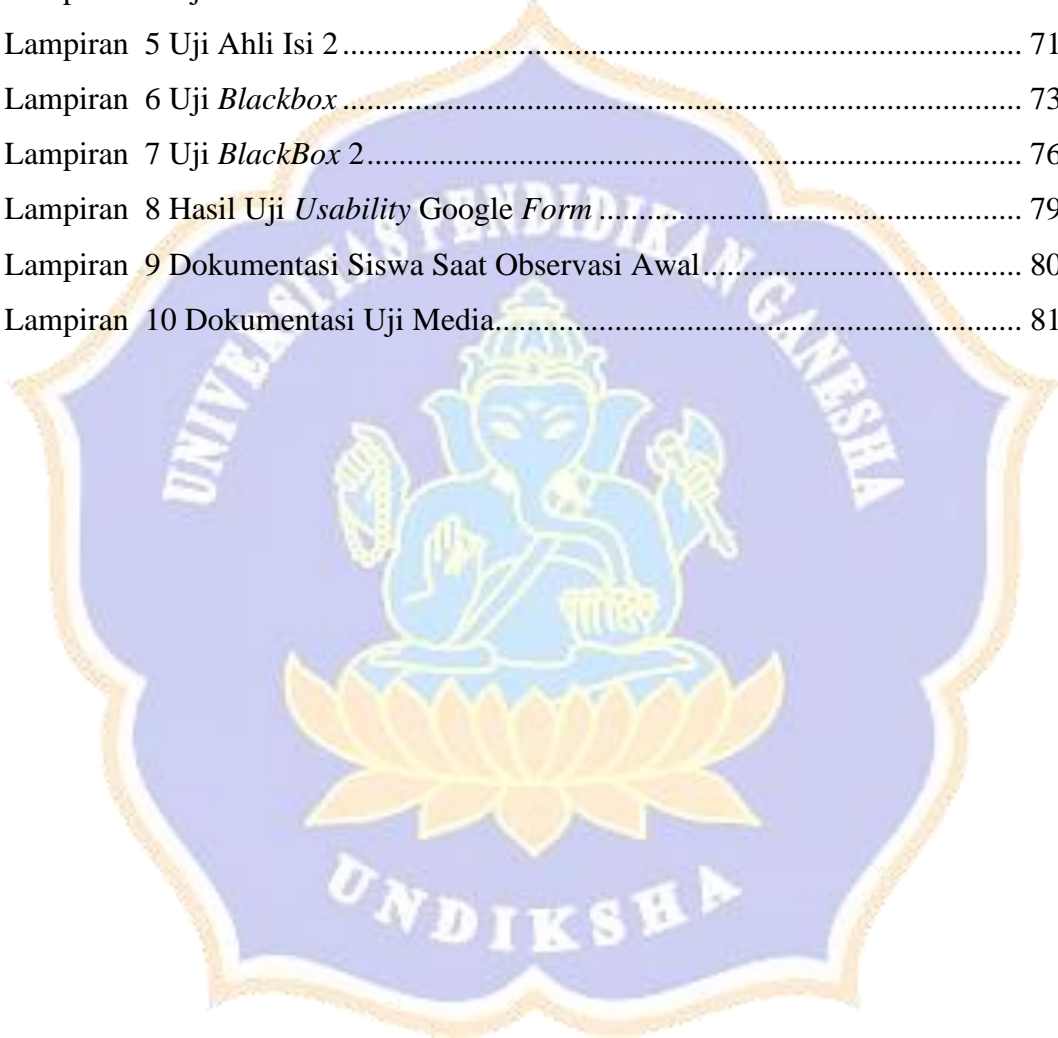 Lampiran 5 Uji Ahli Isi 2 ........................................................................................ 71
Lampiran 6 Uji Blackbox ........................................................................................ 73
Lampiran 7 Uji BlackBox 2..................................................................................... 76
Lampiran 8 Hasil Uji Usability Google Form ....................................................... 79
Lampiran 9 Dokumentasi Siswa Saat Observasi Awal......................................... 80
Lampiran 10 Dokumentasi Uji Media.................................................................... 81
UNIVERSITAS PENDIDIKAN GANESHA
UNDIKSHA